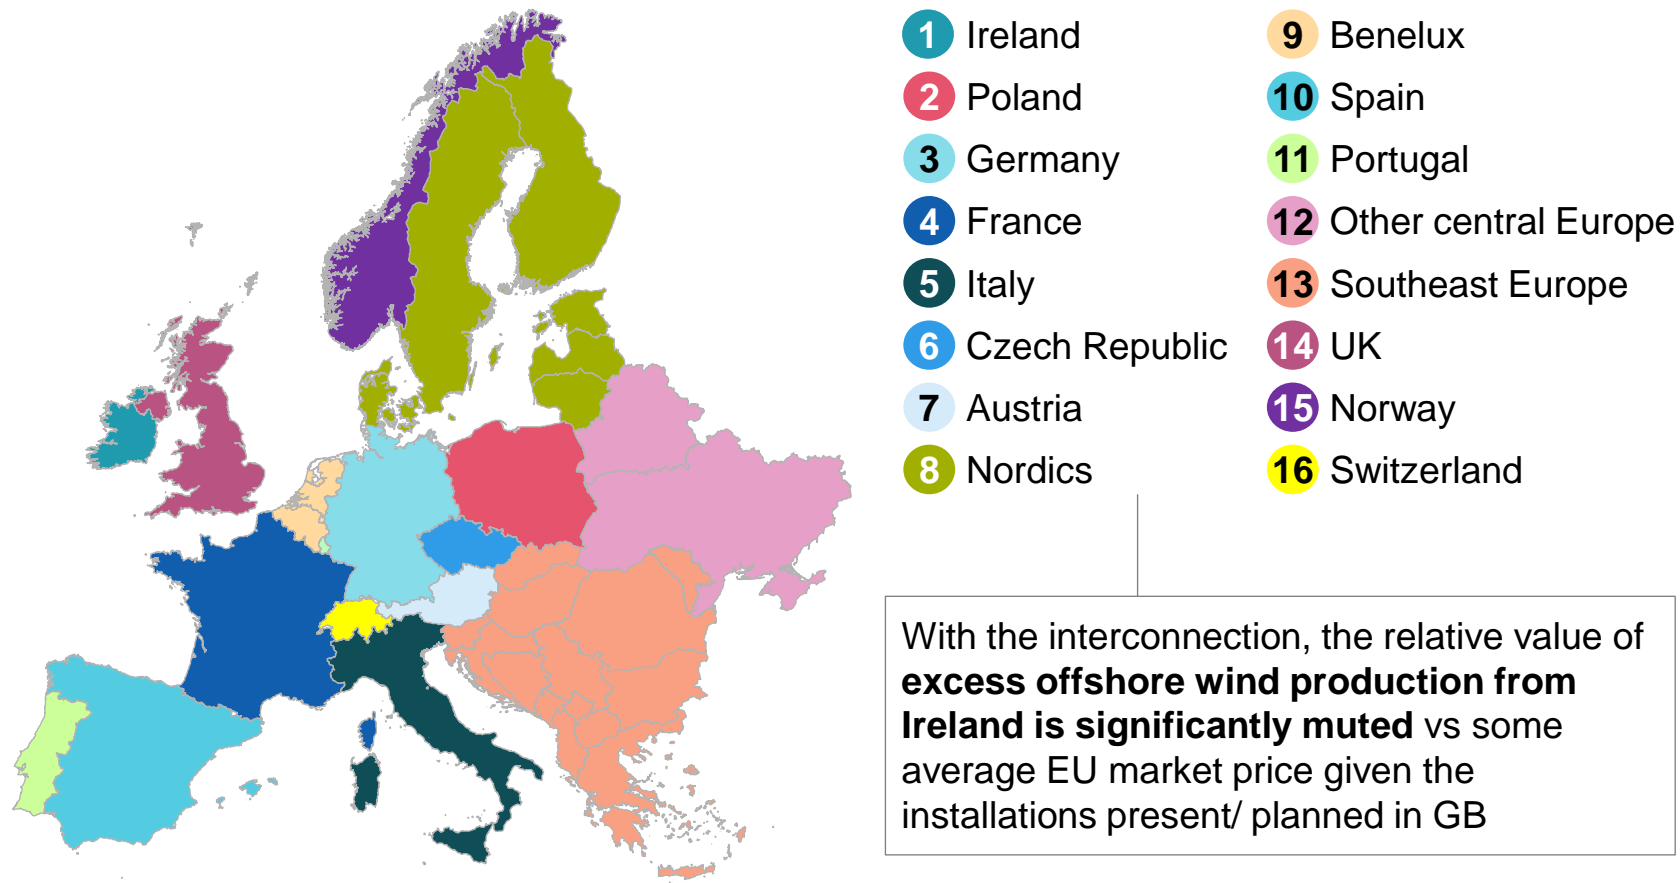 1 Ireland
2 Poland
3 Germany
4 France
5 Italy
6 Czech Republic
7 Austria
8 Nordics
9 Benelux
10 Spain
11 Portugal
12 Other central Europe
13 Southeast Europe
14 UK
15 Norway
16 Switzerland
With the interconnection, the relative value of
excess offshore wind production from
Ireland is significantly muted vs some
average EU market price given the
installations present/ planned in GB